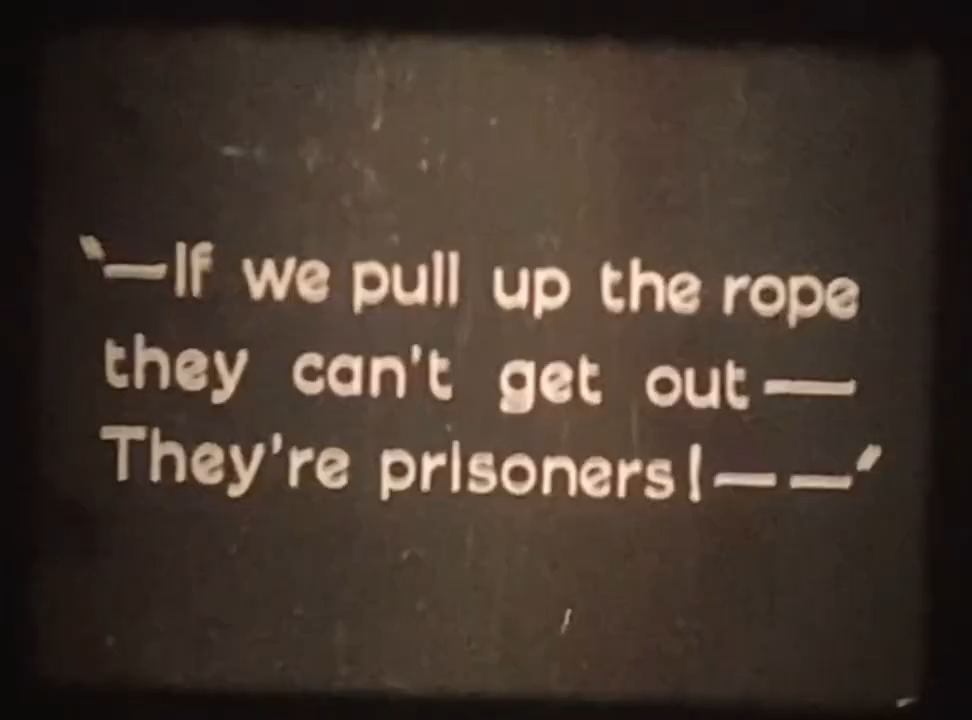 ‘—If we pull up the rope
they can't get out—
They're prisoners!— —’